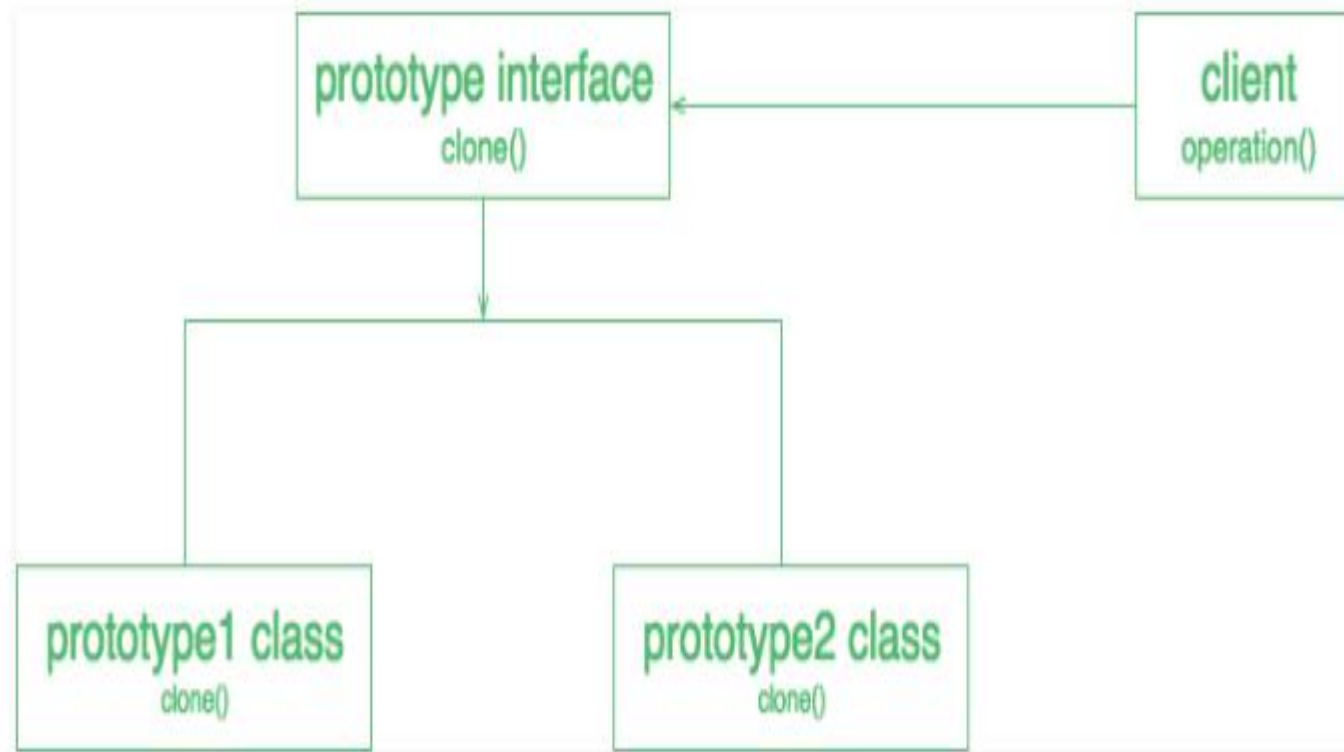 prototype interface
clone()
client
operation()
prototype1 class
clone()
prototype2 class
clone()